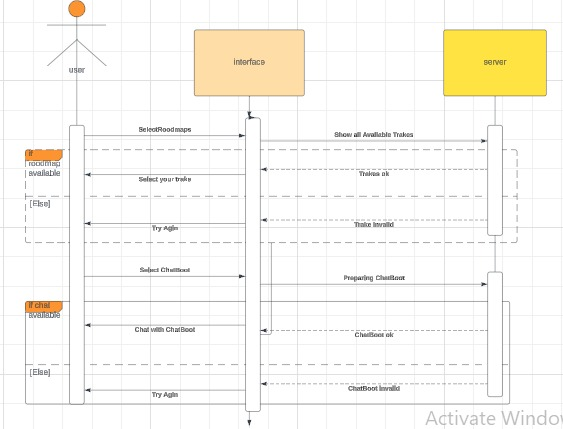 user
interface
server
SelectRoodmaps
Show all Available Trakes
if
roodmap
available
Trakes ok
Select your trake
[Else]
Trake invalid
Try Agin
Select ChatBoot
Preparing ChatBoot
if chat
available
Chat with ChatBoot
ChatBoot ok
[Else]
ChatBoot invalid
Try Agin
Activate Window